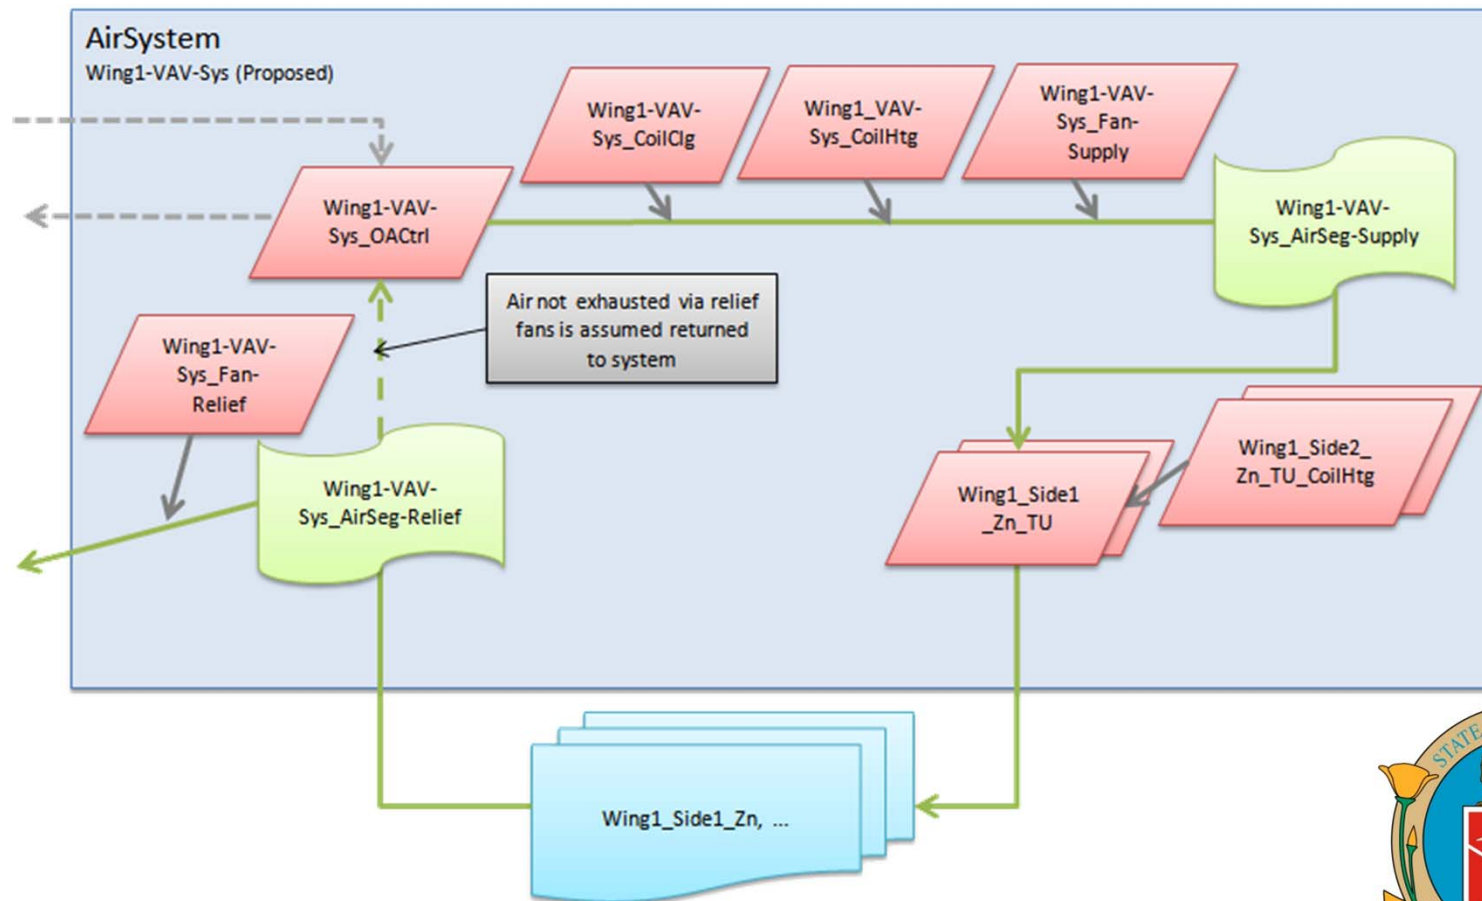 AirSystem
Wing1-VAV-Sys (Proposed)
Wing1-VAV-
Sys_CoilClg
Wing1_VAV-
Sys_CoilHtg
Wing1-VAV-
Sys_Fan-
Supply
Wing1-VAV-
Sys_OACtrl
Wing1-VAV-
Sys_AirSeg-Supply
Air not exhausted via relief
fans is assumed returned
to system
Wing1-VAV-
Sys_Fan-
Relief
Wing1-VAV-
Sys_AirSeg-Relief
Wing1_Side1
_Zn_TU
Wing1_Side2_
Zn_TU_CoilHtg
Wing1_Side1_Zn, ...
STATE